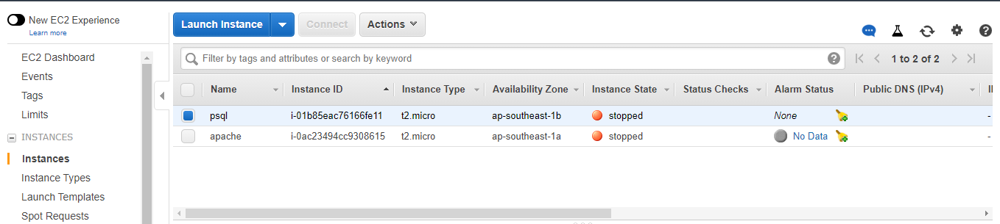 New EC2 Experience
Learn more
EC2 Dashboard
Events
Tags
Limits
INSTANCES
Instances
Instance Types
Launch Templates
Spot Requests
Launch Instance Connect Actions
Filter by tags and attributes or search by keyword
1 to 2 of 2
Name Instance ID Instance Type Availability Zone Instance State Status Checks Alarm Status Public DNS (IPv4)
psql i-01b85eac76166fe11 t2.micro ap-southeast-1b stopped None -
apache i-0ac23494cc9308615 t2.micro ap-southeast-1a stopped No Data -